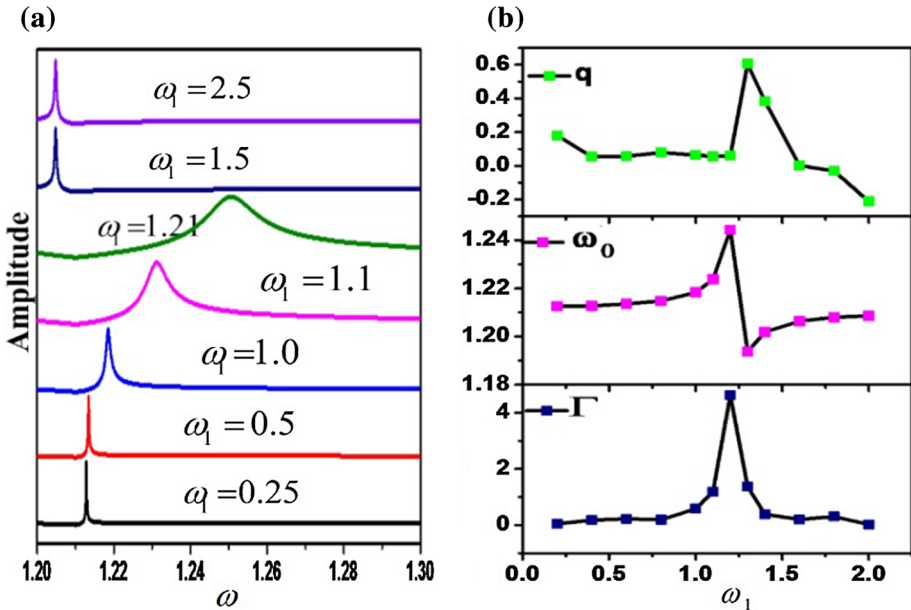 (a)
ω₁ = 2.5
ω₁ = 1.5
ω₁ = 1.21
ω₁ = 1.1
ω₁ = 1.0
ω₁ = 0.5
ω₁ = 0.25
Amplitude
1.20 1.22 1.24 1.26 1.28 1.30
ω
(b)
q
0.6
0.4
0.2
0.0
-0.2
ω₀
1.24
1.22
1.20
1.18
Γ
4
2
0
0.0 0.5 1.0 1.5 2.0
ω₁